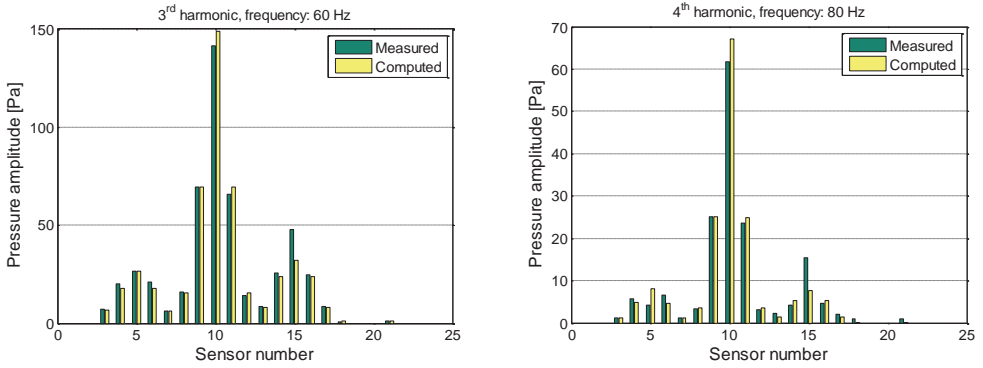 3rd harmonic, frequency: 60 Hz
150
100
50
0
Pressure amplitude [Pa]
Measured
Computed
0 5 10 15 20 25
Sensor number
4th harmonic, frequency: 80 Hz
70
60
50
40
30
20
10
0
Pressure amplitude [Pa]
Measured
Computed
0 5 10 15 20 25
Sensor number